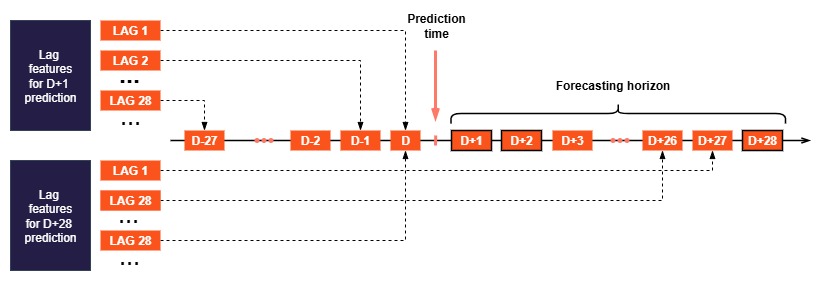 Prediction
time
Lag
features
for D+1
prediction
LAG 1
LAG 2
...
LAG 28
...
Forecasting horizon
D-27
D-2
D-1
D
D+1
D+2
D+3
D+26
D+27
D+28
Lag
features
for D+28
prediction
LAG 1
LAG 28
...
LAG 28
...